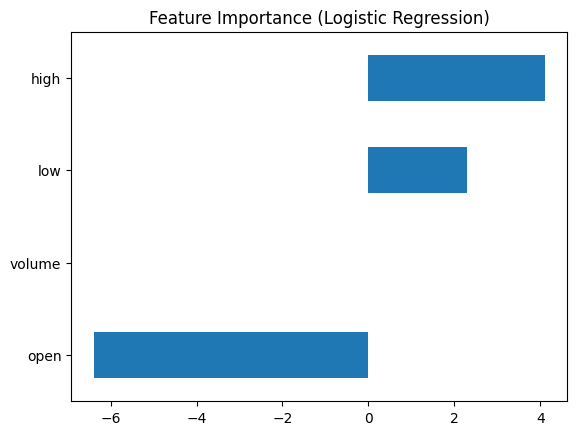 Feature Importance (Logistic Regression)
high
low
volume
open
−6
−4
−2
0
2
4